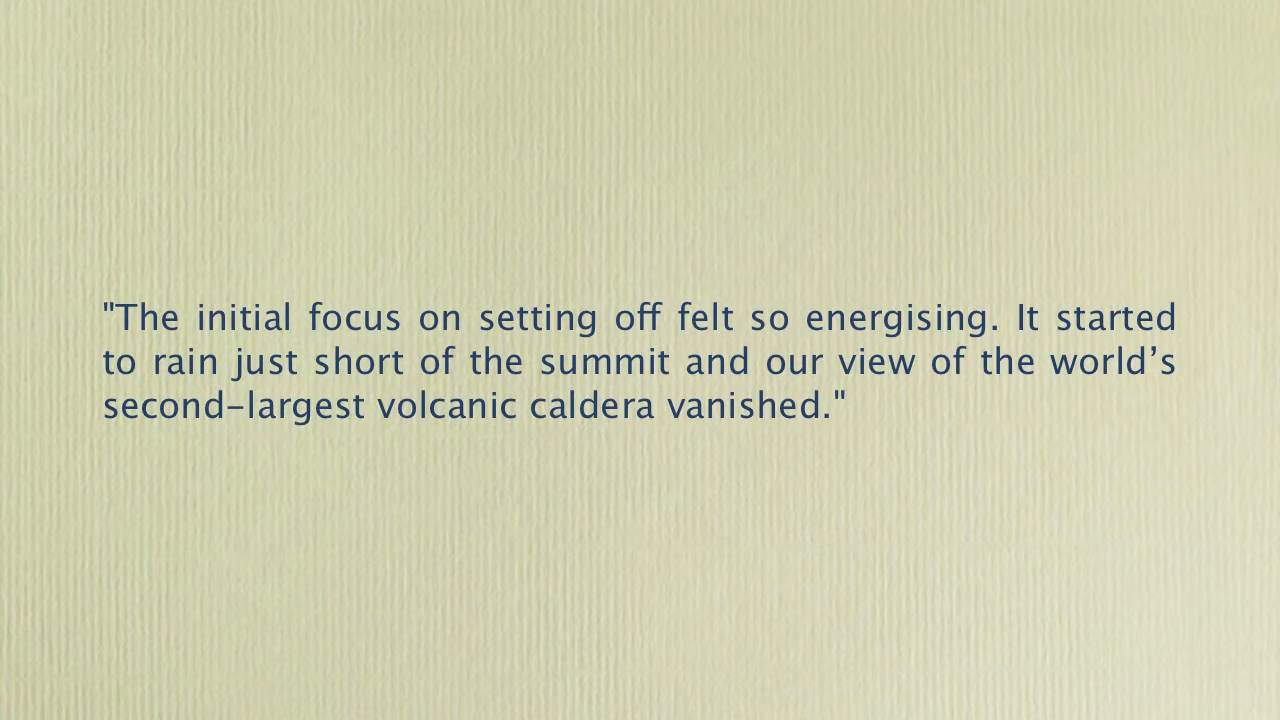 "The initial focus on setting off felt so energising. It started
to rain just short of the summit and our view of the world’s
second–largest volcanic caldera vanished."